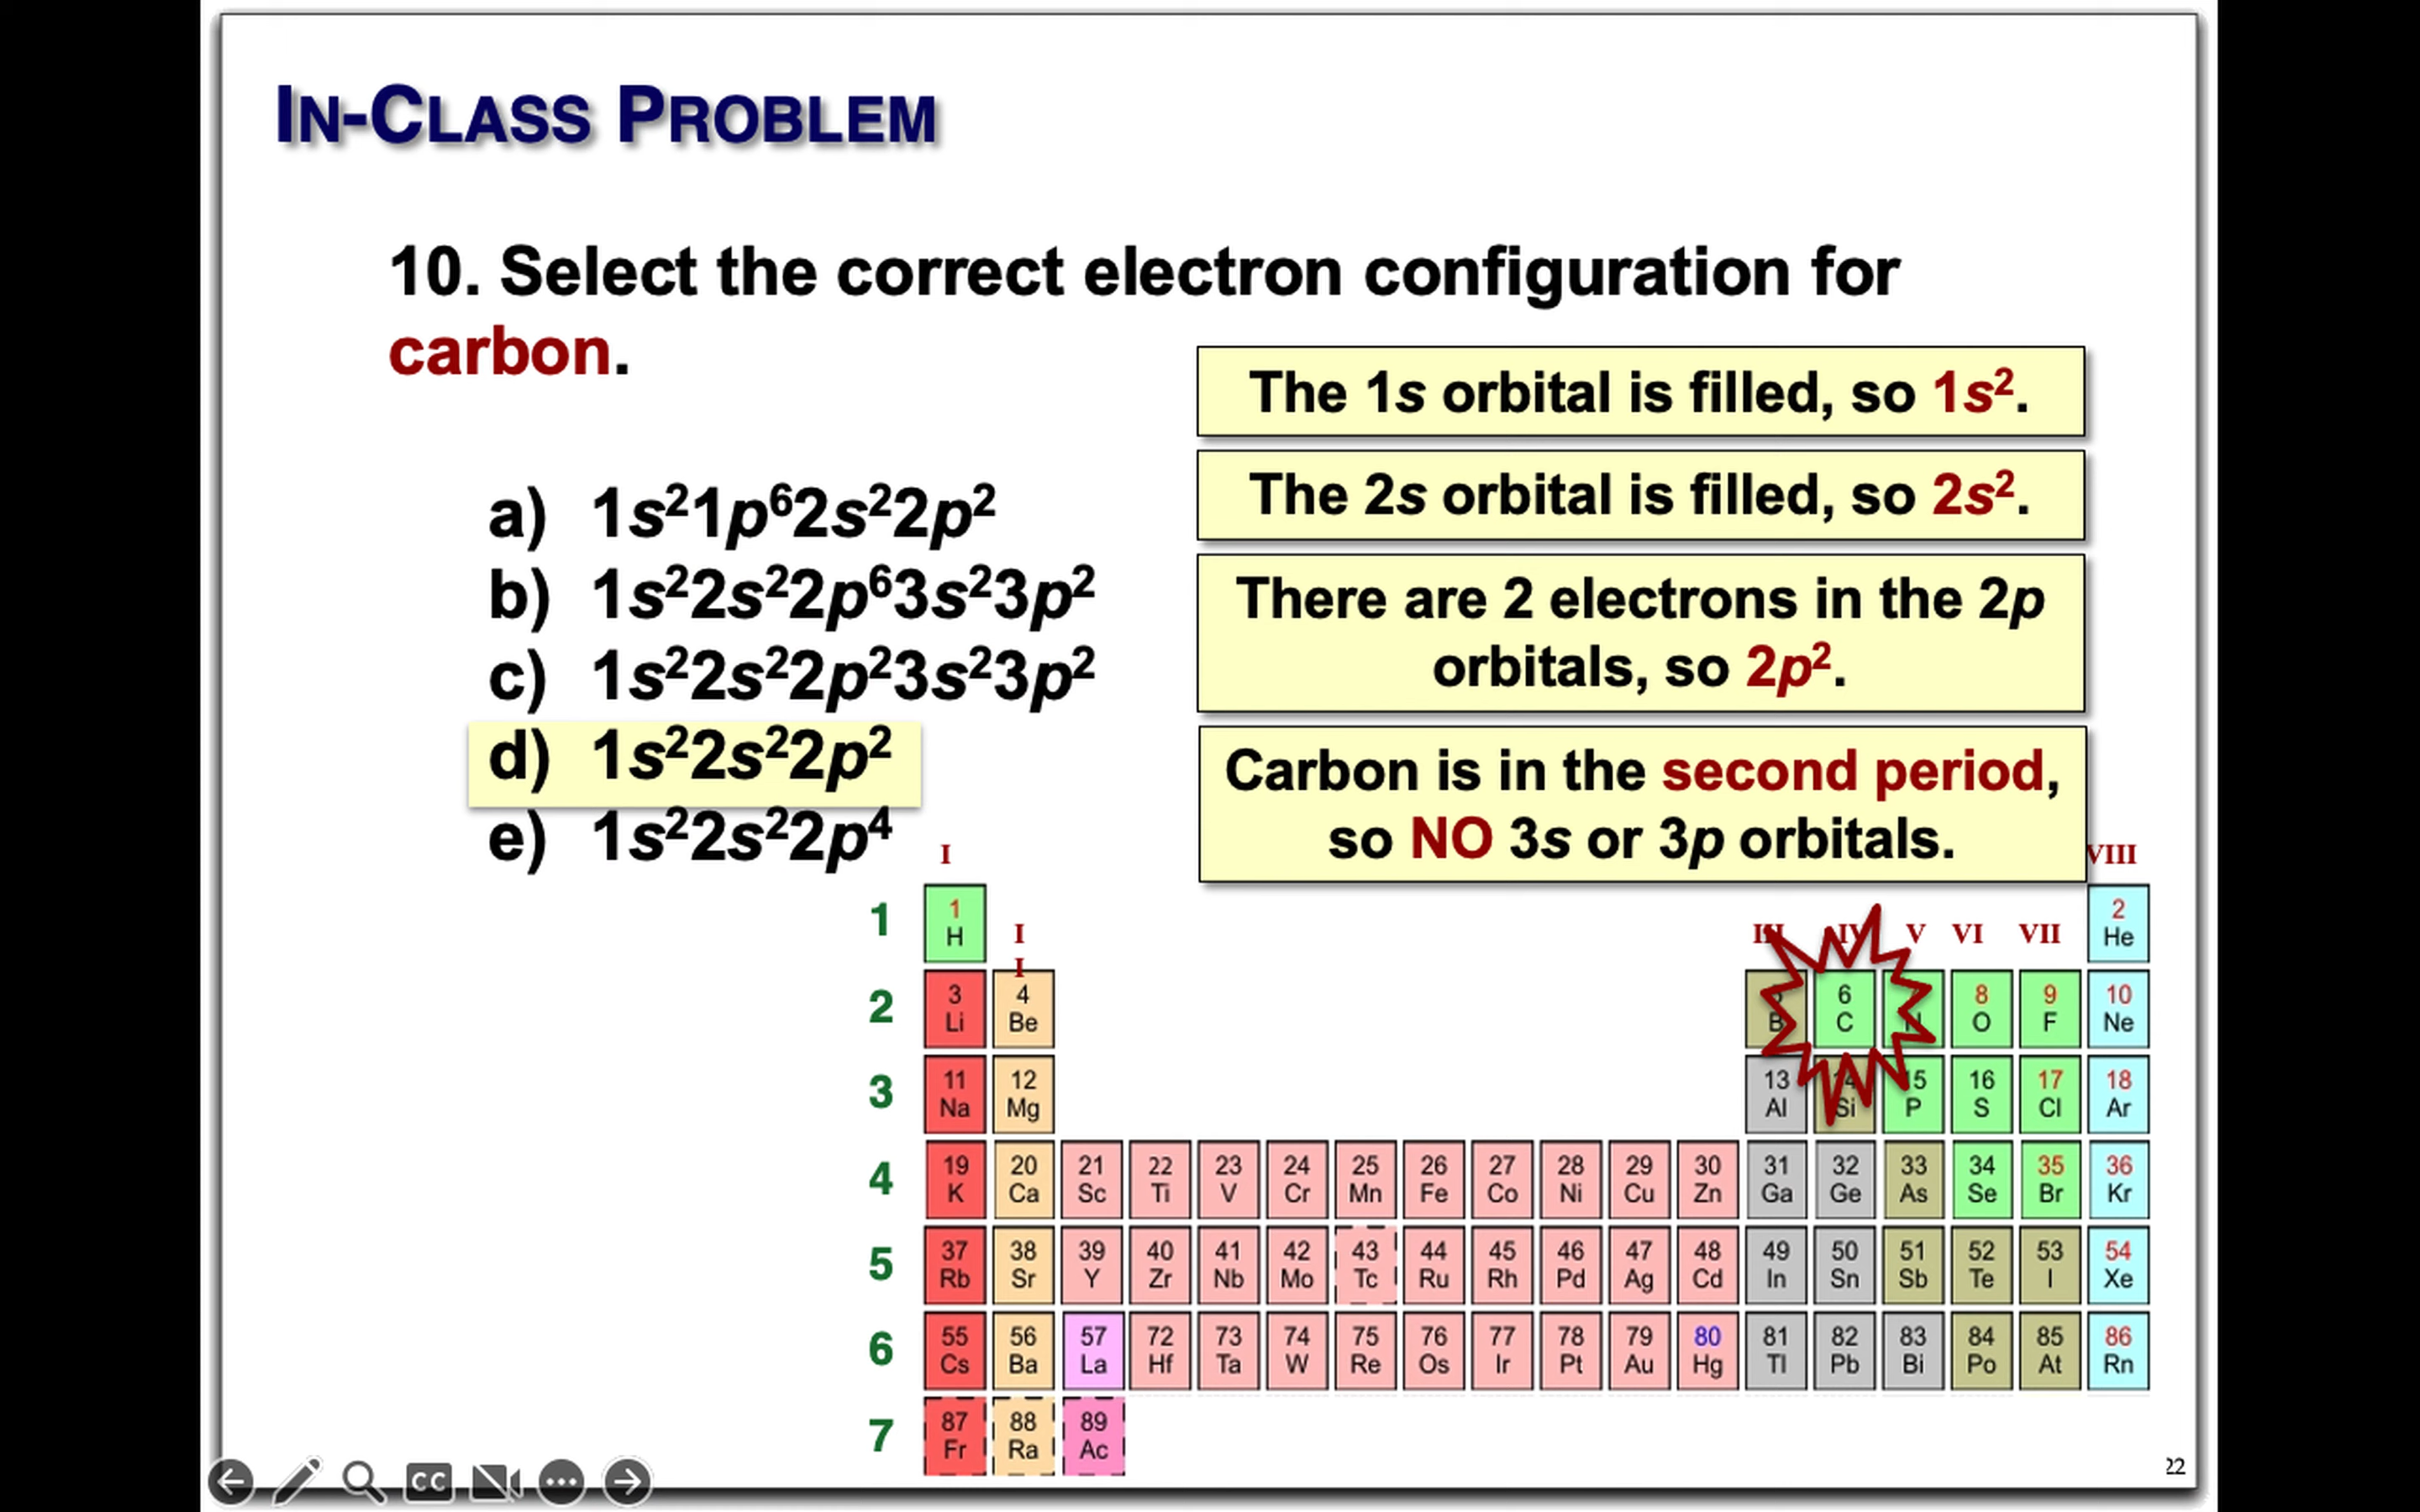 IN-CLASS PROBLEM
10. Select the correct electron configuration for
carbon.
The 1s orbital is filled, so 1s².
The 2s orbital is filled, so 2s².
There are 2 electrons in the 2p
orbitals, so 2p².
Carbon is in the second period,
so NO 3s or 3p orbitals.
a) 1s²1p⁶2s²2p²
b) 1s²2s²2p⁶3s²3p²
c) 1s²2s²2p²3s²3p²
d) 1s²2s²2p²
e) 1s²2s²2p⁴
I VIII
1 1 2
H I III IV V VI VII He
I
2 3 4 5 6 8 9 10
Li Be B C N O F Ne
3 11 12 13 14 15 16 17 18
Na Mg Al Si P S Cl Ar
4 19 20 21 22 23 24 25 26 27 28 29 30 31 32 33 34 35 36
K Ca Sc Ti V Cr Mn Fe Co Ni Cu Zn Ga Ge As Se Br Kr
5 37 38 39 40 41 42 43 44 45 46 47 48 49 50 51 52 53 54
Rb Sr Y Zr Nb Mo Tc Ru Rh Pd Ag Cd In Sn Sb Te I Xe
6 55 56 57 72 73 74 75 76 77 78 79 80 81 82 83 84 85 86
Cs Ba La Hf Ta W Re Os Ir Pt Au Hg Tl Pb Bi Po At Rn
7 87 88 89
Fr Ra Ac
CC
22